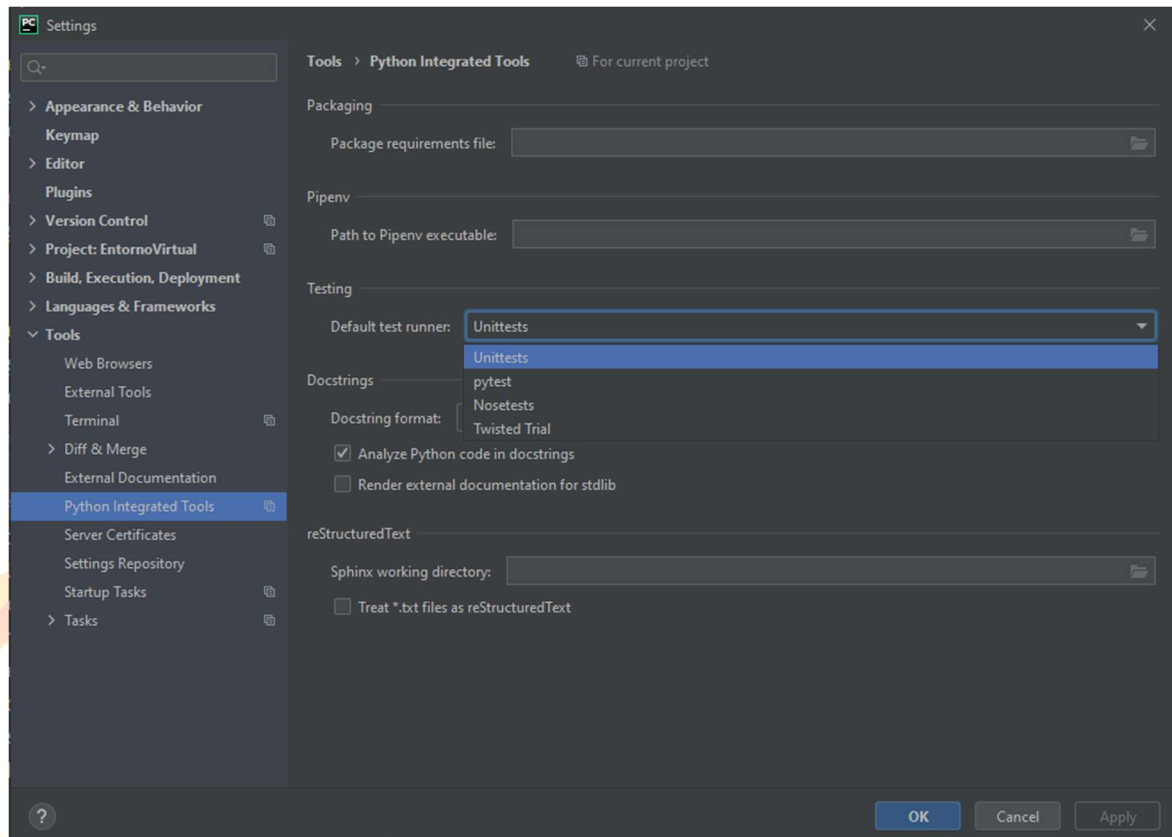 PC Settings
Tools > Python Integrated Tools For current project
Appearance & Behavior
Keymap
Editor
Plugins
Version Control
Project: EntornoVirtual
Build, Execution, Deployment
Languages & Frameworks
Tools
Web Browsers
External Tools
Terminal
Diff & Merge
External Documentation
Python Integrated Tools
Server Certificates
Settings Repository
Startup Tasks
Tasks
Packaging
Package requirements file:
Pipenv
Path to Pipenv executable:
Testing
Default test runner: Unittests
Unittests
pytest
Nosetests
Twisted Trial
Docstrings
Docstring format:
Analyze Python code in docstrings
Render external documentation for stdlib
reStructuredText
Sphinx working directory:
Treat *.txt files as reStructuredText
?
OK Cancel Apply